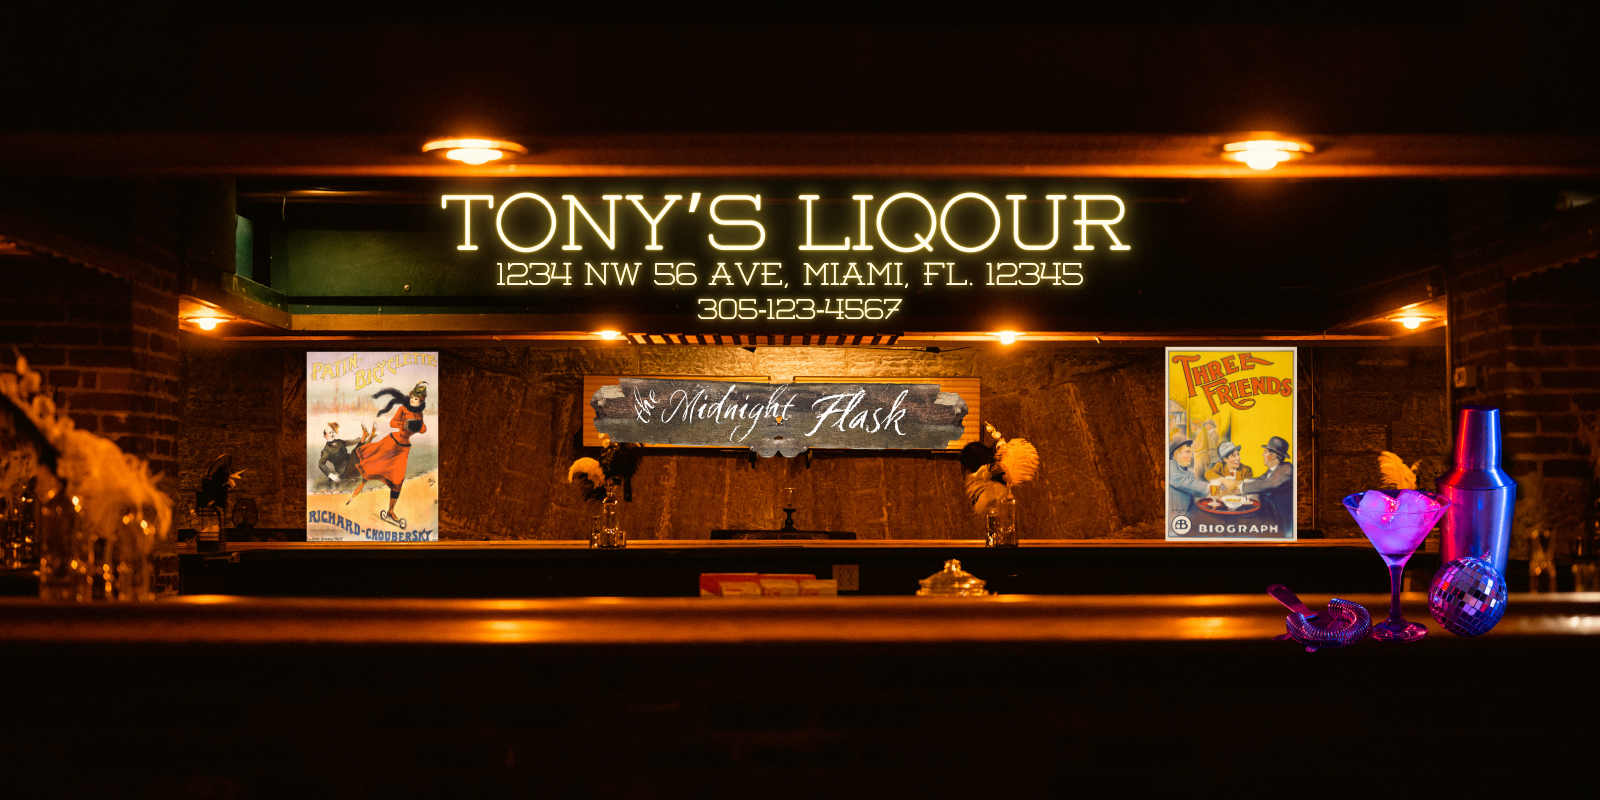 TONY'S LIQOUR
1234 NW 56 AVE, MIAMI, FL. 12345
305-123-4567
PATIN-BICYCLETTE
RICHARD-CHOUBERSKY
the Midnight Flask
THREE
FRIENDS
AB BIOGRAPH